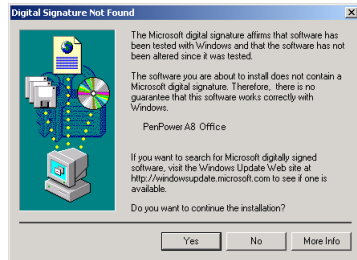 Digital Signature Not Found
The Microsoft digital signature affirms that software has
been tested with Windows and that the software has not
been altered since it was tested.
The software you are about to install does not contain a
Microsoft digital signature. Therefore, there is no
guarantee that this software works correctly with
Windows.
PenPower A8 Office
If you want to search for Microsoft digitally signed
software, visit the Windows Update Web site at
http://windowsupdate.microsoft.com to see if one is
available.
Do you want to continue the installation?
Yes No More Info